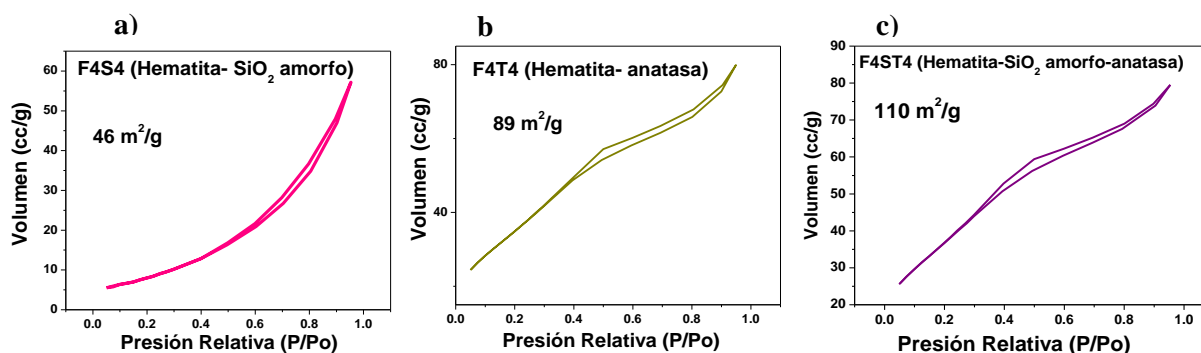 a)
F4S4 (Hematita- SiO2 amorfo)
46 m2/g
Volumen (cc/g)
60
50
40
30
20
10
0
0.0 0.2 0.4 0.6 0.8 1.0
Presión Relativa (P/Po)
b
F4T4 (Hematita- anatasa)
89 m2/g
Volumen (cc/g)
80
40
0.0 0.2 0.4 0.6 0.8 1.0
Presión Relativa (P/Po)
c)
F4ST4 (Hematita-SiO2 amorfo-anatasa)
110 m2/g
Volumen (cc/g)
90
80
70
60
50
40
30
20
0.0 0.2 0.4 0.6 0.8 1.0
Presión Relativa (P/Po)